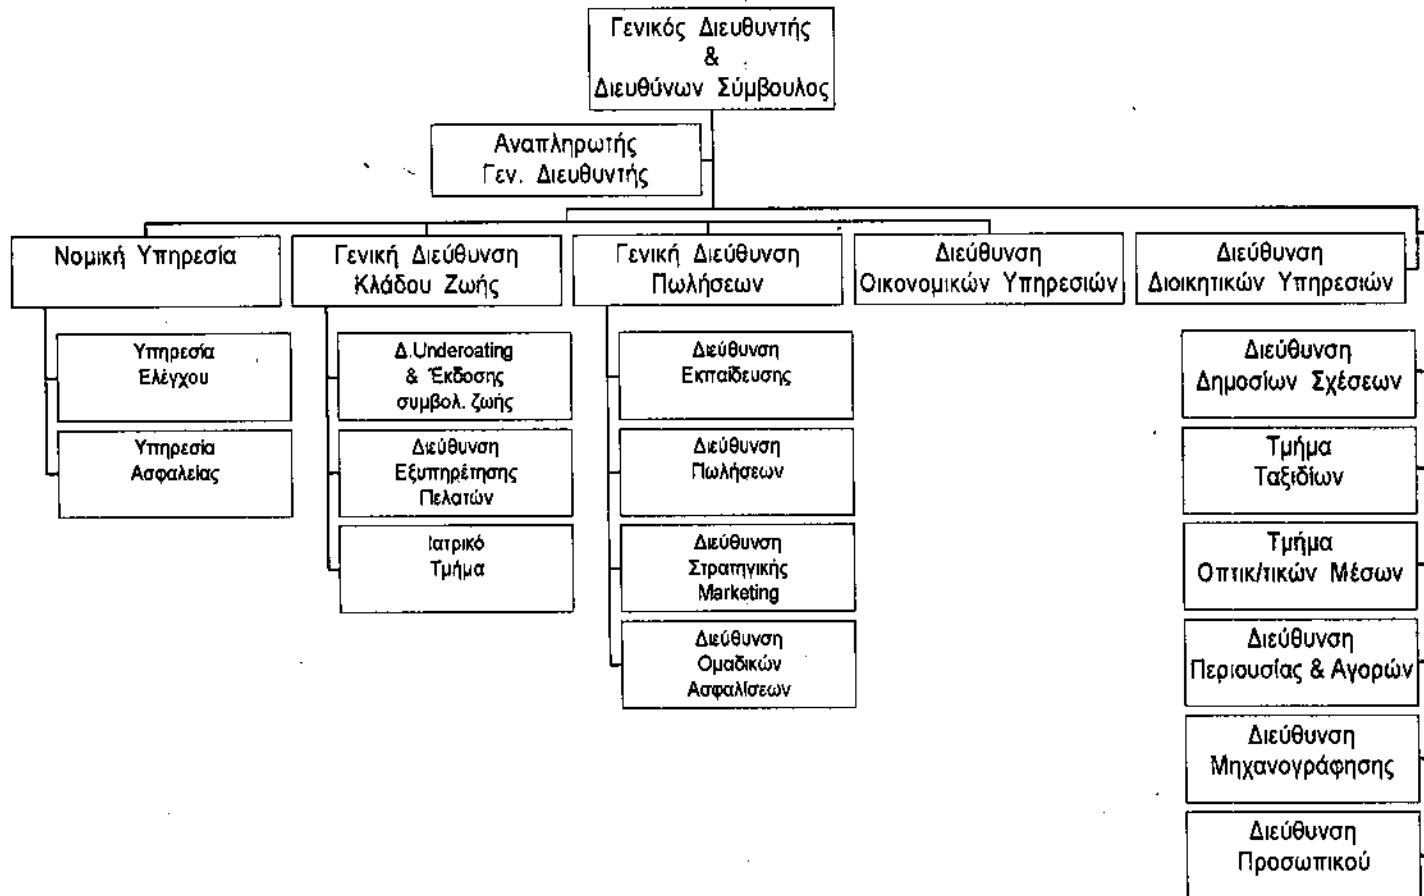 Γενικός Διευθυντής
&
Διευθύνων Σύμβουλος
Αναπληρωτής
Γεν. Διευθυντής
Νομική Υπηρεσία
Γενική Διεύθυνση
Κλάδου Ζωής
Γενική Διεύθυνση
Πωλήσεων
Διεύθυνση
Οικονομικών Υπηρεσιών
Διεύθυνση
Διοικητικών Υπηρεσιών
Υπηρεσία
Ελέγχου
Υπηρεσία
Ασφαλείας
Δ.Underoating
& Έκδοσης
συμβολ. ζωής
Διεύθυνση
Εξυπηρέτησης
Πελατών
Ιατρικό
Τμήμα
Διεύθυνση
Εκπαίδευσης
Διεύθυνση
Πωλήσεων
Διεύθυνση
Στρατηγικής
Marketing
Διεύθυνση
Ομαδικών
Ασφαλίσεων
Διεύθυνση
Δημοσίων Σχέσεων
Τμήμα
Ταξιδίων
Τμήμα
Οπτικ/τικών Μέσων
Διεύθυνση
Περιουσίας & Αγορών
Διεύθυνση
Μηχανογράφησης
Διεύθυνση
Προσωπικού